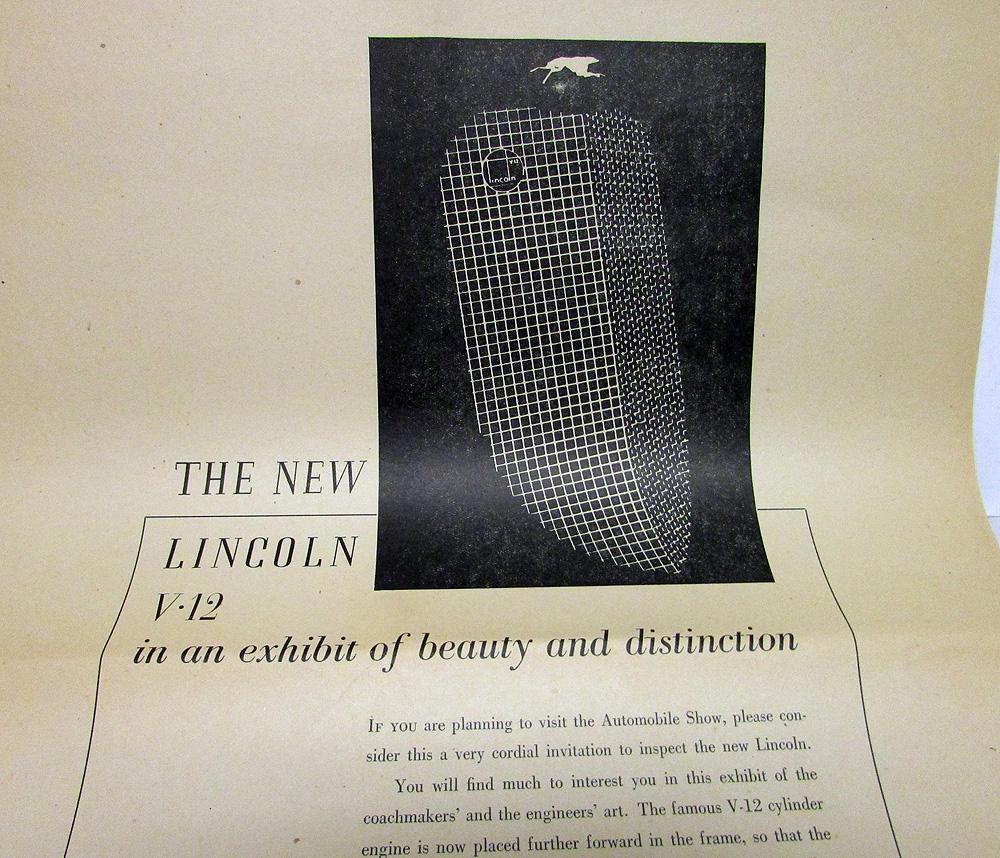 V12
lincoln
THE NEW
LINCOLN
V·12
in an exhibit of beauty and distinction
IF YOU are planning to visit the Automobile Show, please con-
sider this a very cordial invitation to inspect the new Lincoln.
You will find much to interest you in this exhibit of the
coachmakers' and the engineers' art. The famous V-12 cylinder
engine is now placed further forward in the frame, so that the